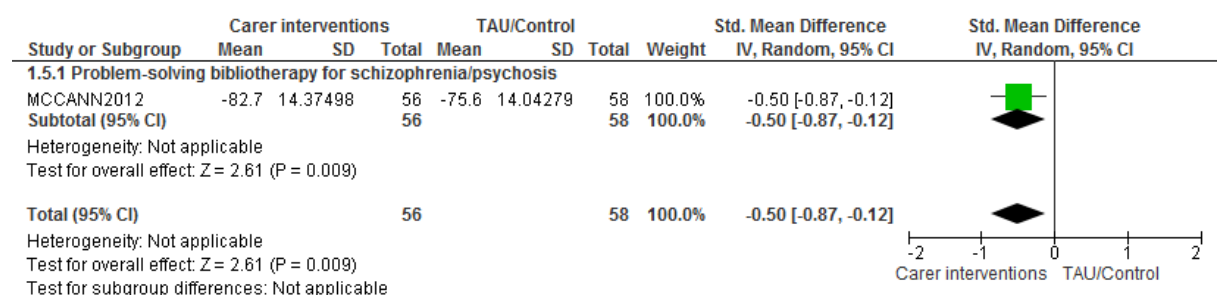 Carer interventions TAU/Control Std. Mean Difference Std. Mean Difference
Study or Subgroup Mean SD Total Mean SD Total Weight IV, Random, 95% CI IV, Random, 95% CI
1.5.1 Problem-solving bibliotherapy for schizophrenia/psychosis
MCCANN2012 -82.7 14.37498 56 -75.6 14.04279 58 100.0% -0.50 [-0.87, -0.12]
Subtotal (95% CI) 56 58 100.0% -0.50 [-0.87, -0.12]
Heterogeneity: Not applicable
Test for overall effect: Z = 2.61 (P = 0.009)
Total (95% CI) 56 58 100.0% -0.50 [-0.87, -0.12]
Heterogeneity: Not applicable
Test for overall effect: Z = 2.61 (P = 0.009)
Test for subgroup differences: Not applicable
-2 -1 0 1 2
Carer interventions TAU/Control